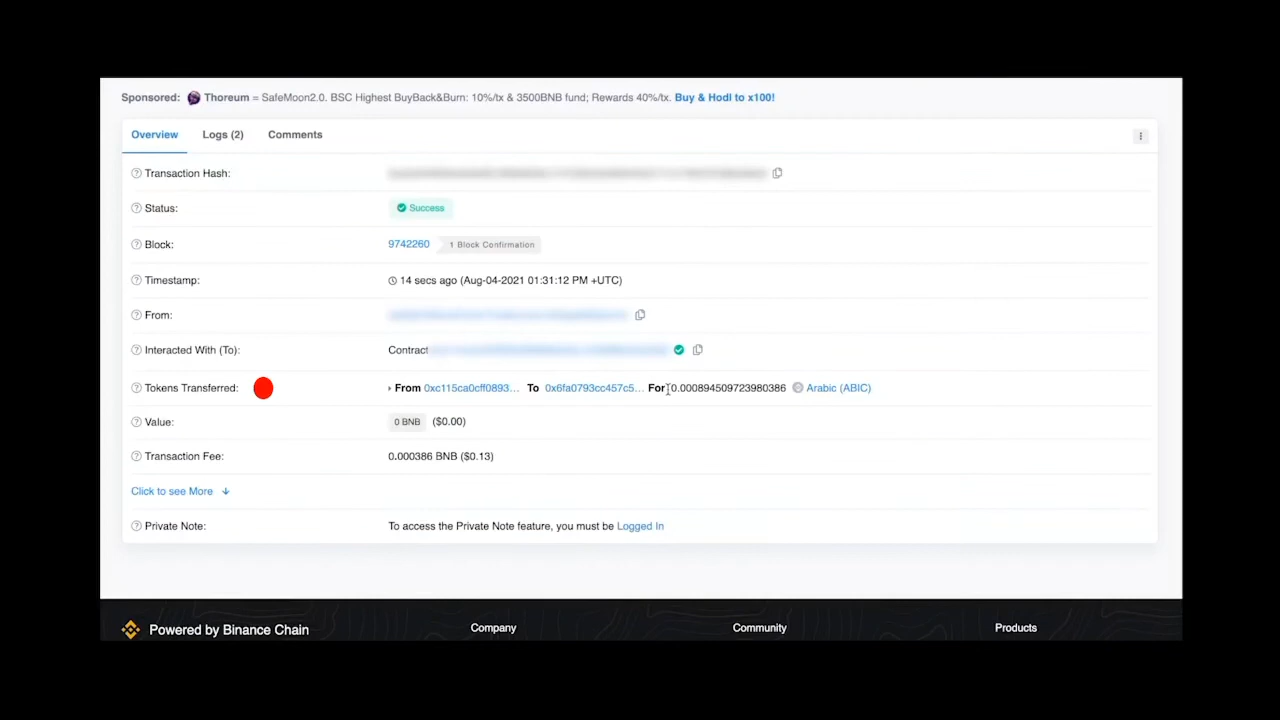 Sponsored: Thoreum = SafeMoon2.0. BSC Highest BuyBack&Burn: 10%/tx & 3500BNB fund; Rewards 40%/tx. Buy & Hodl to x100!
Overview Logs (2) Comments
Transaction Hash:
Status: Success
Block: 9742260 1 Block Confirmation
Timestamp: 14 secs ago (Aug-04-2021 01:31:12 PM +UTC)
From:
Interacted With (To): Contract
Tokens Transferred: From 0xc115ca0cff0893... To 0x6fa0793cc457c5... For 0.000894509723980386 Arabic (ABIC)
Value: 0 BNB ($0.00)
Transaction Fee: 0.000386 BNB ($0.13)
Click to see More
Private Note: To access the Private Note feature, you must be Logged In
Powered by Binance Chain Company Community Products